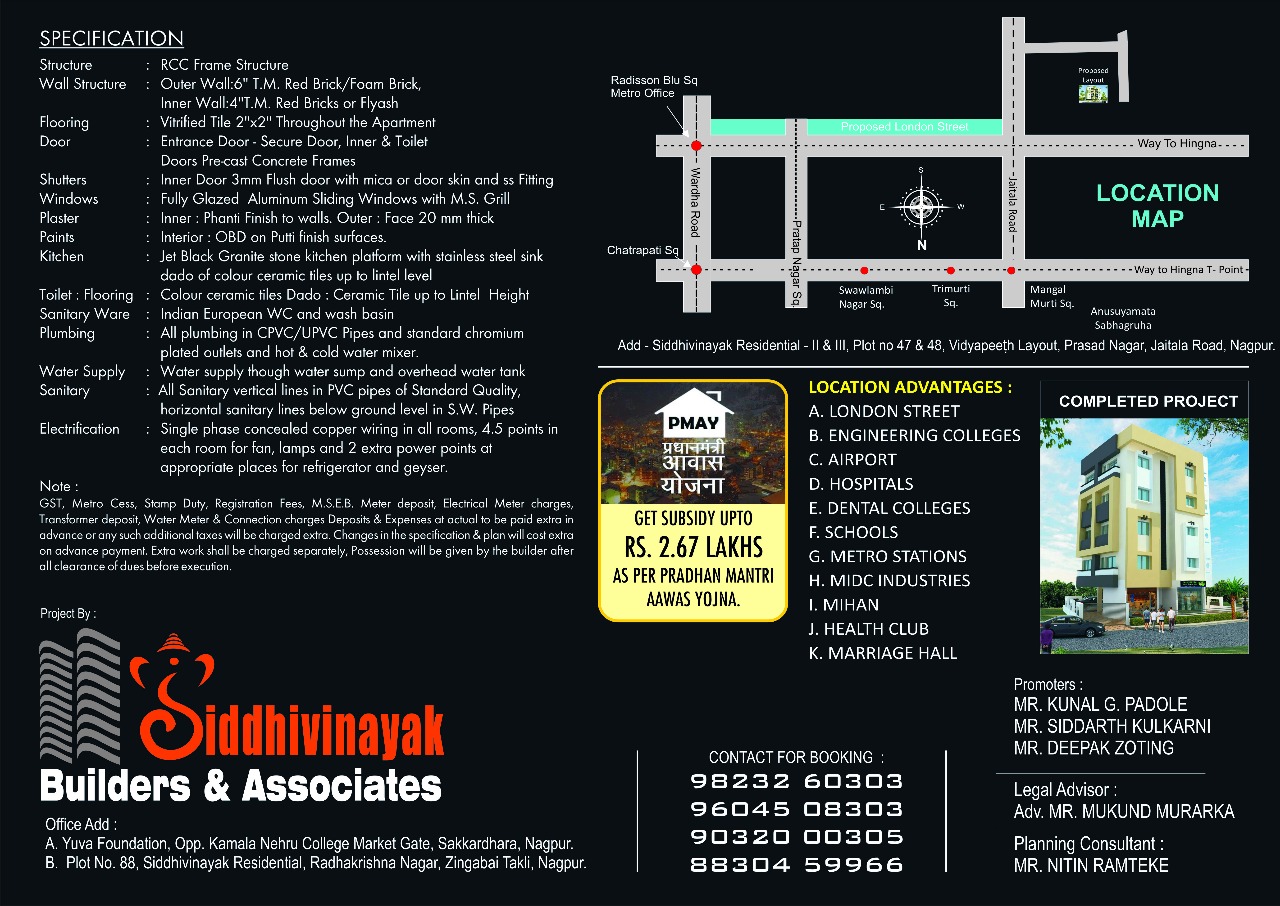 SPECIFICATION
Structure : RCC Frame Structure
Wall Structure : Outer Wall:6" T.M. Red Brick/Foam Brick,
Inner Wall:4"T.M. Red Bricks or Flyash
Flooring : Vitrified Tile 2"x2" Throughout the Apartment
Door : Entrance Door - Secure Door, Inner & Toilet
Doors Pre-cast Concrete Frames
Shutters : Inner Door 3mm Flush door with mica or door skin and ss Fitting
Windows : Fully Glazed Aluminum Sliding Windows with M.S. Grill
Plaster : Inner : Phanti Finish to walls. Outer : Face 20 mm thick
Paints : Interior : OBD on Putti finish surfaces.
Kitchen : Jet Black Granite stone kitchen platform with stainless steel sink
dado of colour ceramic tiles up to lintel level
Toilet : Flooring : Colour ceramic tiles Dado : Ceramic Tile up to Lintel Height
Sanitary Ware : Indian European WC and wash basin
Plumbing : All plumbing in CPVC/UPVC Pipes and standard chromium
plated outlets and hot & cold water mixer.
Water Supply : Water supply though water sump and overhead water tank
Sanitary : All Sanitary vertical lines in PVC pipes of Standard Quality,
horizontal sanitary lines below ground level in S.W. Pipes
Electrification : Single phase concealed copper wiring in all rooms, 4.5 points in
each room for fan, lamps and 2 extra power points at
appropriate places for refrigerator and geyser.
Note :
GST, Metro Cess, Stamp Duty, Registration Fees, M.S.E.B. Meter deposit, Electrical Meter charges,
Transformer deposit, Water Meter & Connection charges Deposits & Expenses at actual to be paid extra in
advance or any such additional taxes will be charged extra. Changes in the specification & plan will cost extra
on advance payment. Extra work shall be charged separately, Possession will be given by the builder after
all clearance of dues before execution.
Project By :
Siddhivinayak
Builders & Associates
Office Add :
A. Yuva Foundation, Opp. Kamala Nehru College Market Gate, Sakkardhara, Nagpur.
B. Plot No. 88, Siddhivinayak Residential, Radhakrishna Nagar, Zingabai Takli, Nagpur.
Radisson Blu Sq
Metro Office
Proposed
Layout
Proposed London Street
Way To Hingna
Wardha Road
Pratap Nagar Sq.
Jaitala Road
S
E
W
N
LOCATION
MAP
Chatrapati Sq
Way to Hingna T- Point
Swawlambi
Nagar Sq.
Trimurti
Sq.
Mangal
Murti Sq.
Anusuyamata
Sabhagruha
Add - Siddhivinayak Residential - II & III, Plot no 47 & 48, Vidyapeeth Layout, Prasad Nagar, Jaitala Road, Nagpur.
PMAY
प्रधानमंत्री
आवास
योजना
GET SUBSIDY UPTO
RS. 2.67 LAKHS
AS PER PRADHAN MANTRI
AAWAS YOJNA.
LOCATION ADVANTAGES :
A. LONDON STREET
B. ENGINEERING COLLEGES
C. AIRPORT
D. HOSPITALS
E. DENTAL COLLEGES
F. SCHOOLS
G. METRO STATIONS
H. MIDC INDUSTRIES
I. MIHAN
J. HEALTH CLUB
K. MARRIAGE HALL
COMPLETED PROJECT
CONTACT FOR BOOKING :
98232 60303
96045 08303
90320 00305
88304 59966
Promoters :
MR. KUNAL G. PADOLE
MR. SIDDARTH KULKARNI
MR. DEEPAK ZOTING
Legal Advisor :
Adv. MR. MUKUND MURARKA
Planning Consultant :
MR. NITIN RAMTEKE